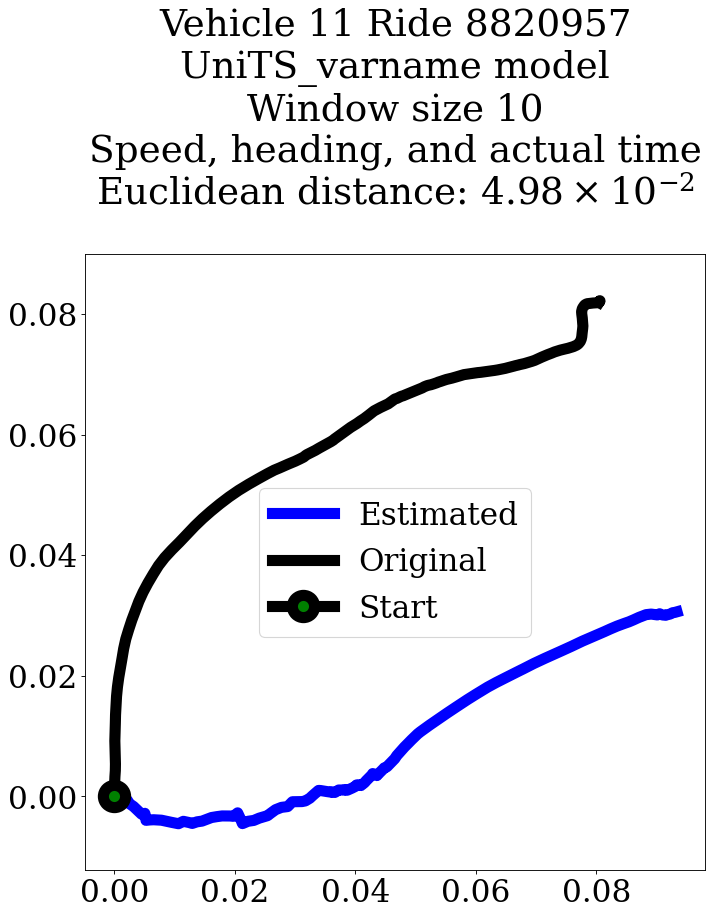 Vehicle 11 Ride 8820957
UniTS_varname model
Window size 10
Speed, heading, and actual time
Euclidean distance: 4.98 × 10⁻²
0.08
0.06
0.04
0.02
0.00
Estimated
Original
Start
0.00 0.02 0.04 0.06 0.08